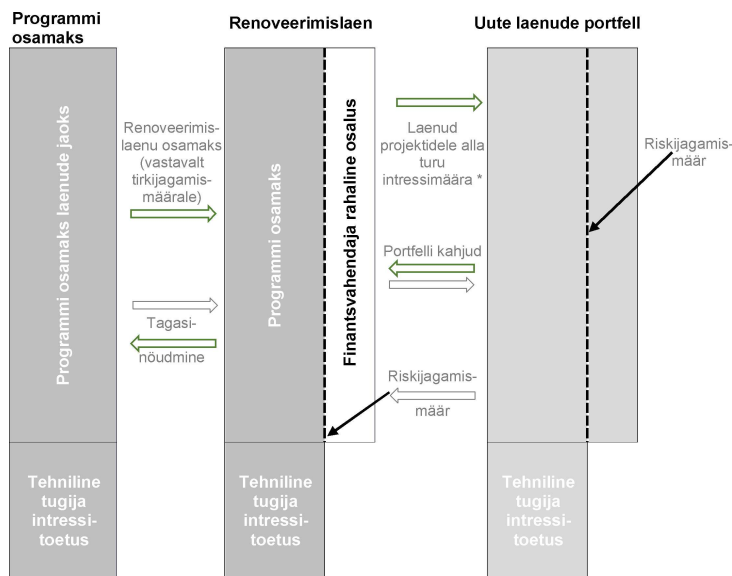 Programmi
osamaks
Renoveerimislaen
Uute laenude portfell
Programmi osamaks laenude jaoks
Renoveerimis-
laenu osamaks
(vastavalt
tirkijagamis-
määrale)
Tagasi-
nõudmine
Programmi osamaks
Finantsvahendaja rahaline osalus
Laenud
projektidele alla
turu
intressimäära *
Portfelli kahjud
Riskijagamis-
määr
Riskijagamis-
määr
Tehniline
tugija
intressi-
toetus
Tehniline
tugija
intressi-
toetus
Tehniline
tugija
intressi-
toetus